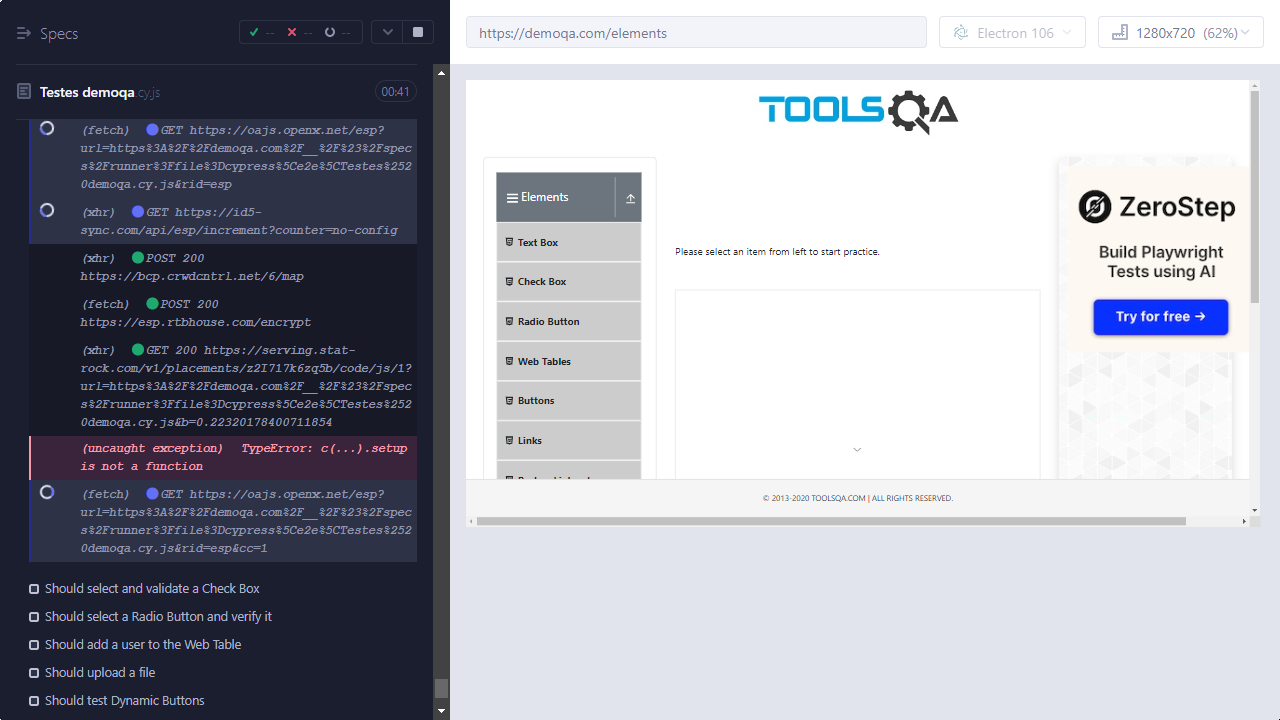 Specs
-- -- --
Testes demoqa.cy.js
00:41
(fetch) GET https://oajs.openx.net/esp?
url=https%3A%2F%2Fdemoqa.com%2F__%2F%23%2Fspec
s%2Frunner%3Ffile%3Dcypress%5Ce2e%5CTestes%252
0demoqa.cy.js&rid=esp
(xhr) GET https://id5-
sync.com/api/esp/increment?counter=no-config
(xhr) POST 200
https://bcp.crwdcntrl.net/6/map
(fetch) POST 200
https://esp.rtbhouse.com/encrypt
(xhr) GET 200 https://serving.stat-
rock.com/v1/placements/z2I717k6zq5b/code/js/1?
url=https%3A%2F%2Fdemoqa.com%2F__%2F%23%2Fspec
s%2Frunner%3Ffile%3Dcypress%5Ce2e%5CTestes%252
0demoqa.cy.js&b=0.22320178400711854
(uncaught exception) TypeError: c(...).setup
is not a function
(fetch) GET https://oajs.openx.net/esp?
url=https%3A%2F%2Fdemoqa.com%2F__%2F%23%2Fspec
s%2Frunner%3Ffile%3Dcypress%5Ce2e%5CTestes%252
0demoqa.cy.js&rid=esp&cc=1
Should select and validate a Check Box
Should select a Radio Button and verify it
Should add a user to the Web Table
Should upload a file
Should test Dynamic Buttons
https://demoqa.com/elements
Electron 106
1280x720 (62%)
TOOLSQA
Elements
Text Box
Check Box
Radio Button
Web Tables
Buttons
Links
Please select an item from left to start practice.
ZeroStep
Build Playwright
Tests using AI
Try for free →
© 2013-2020 TOOLSQA.COM | ALL RIGHTS RESERVED.